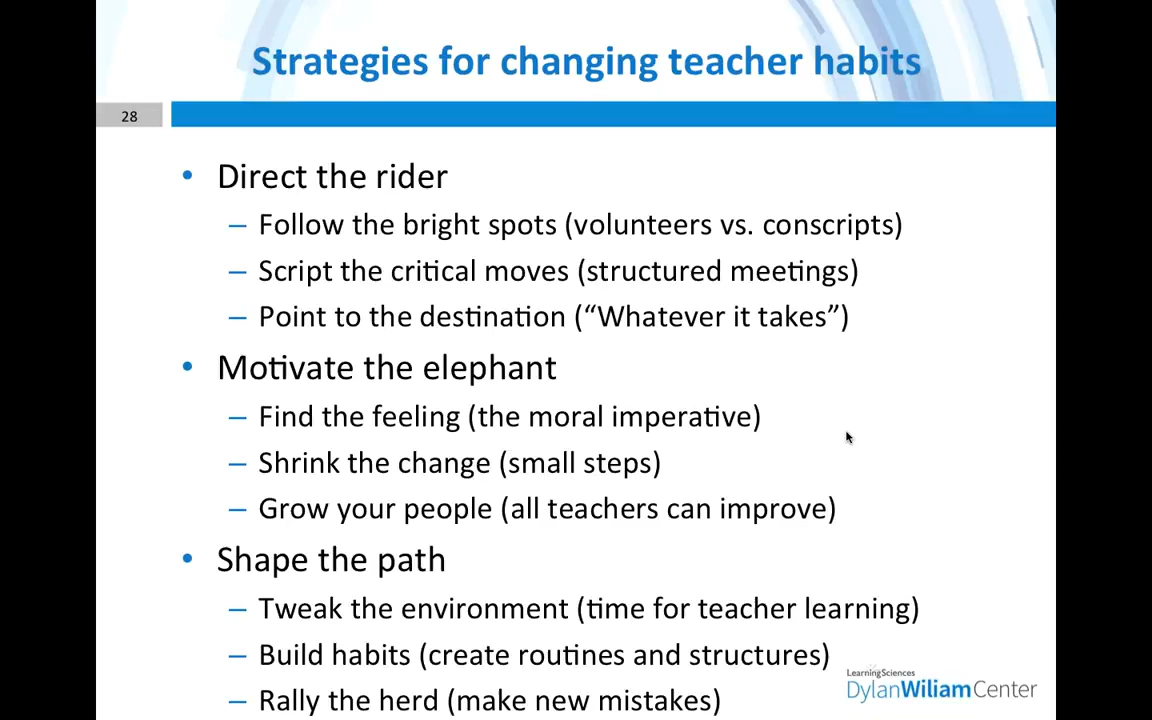 Strategies for changing teacher habits
28
• Direct the rider
– Follow the bright spots (volunteers vs. conscripts)
– Script the critical moves (structured meetings)
– Point to the destination (“Whatever it takes”)
• Motivate the elephant
– Find the feeling (the moral imperative)
– Shrink the change (small steps)
– Grow your people (all teachers can improve)
• Shape the path
– Tweak the environment (time for teacher learning)
– Build habits (create routines and structures)
– Rally the herd (make new mistakes)
LearningSciences
DylanWiliamCenter